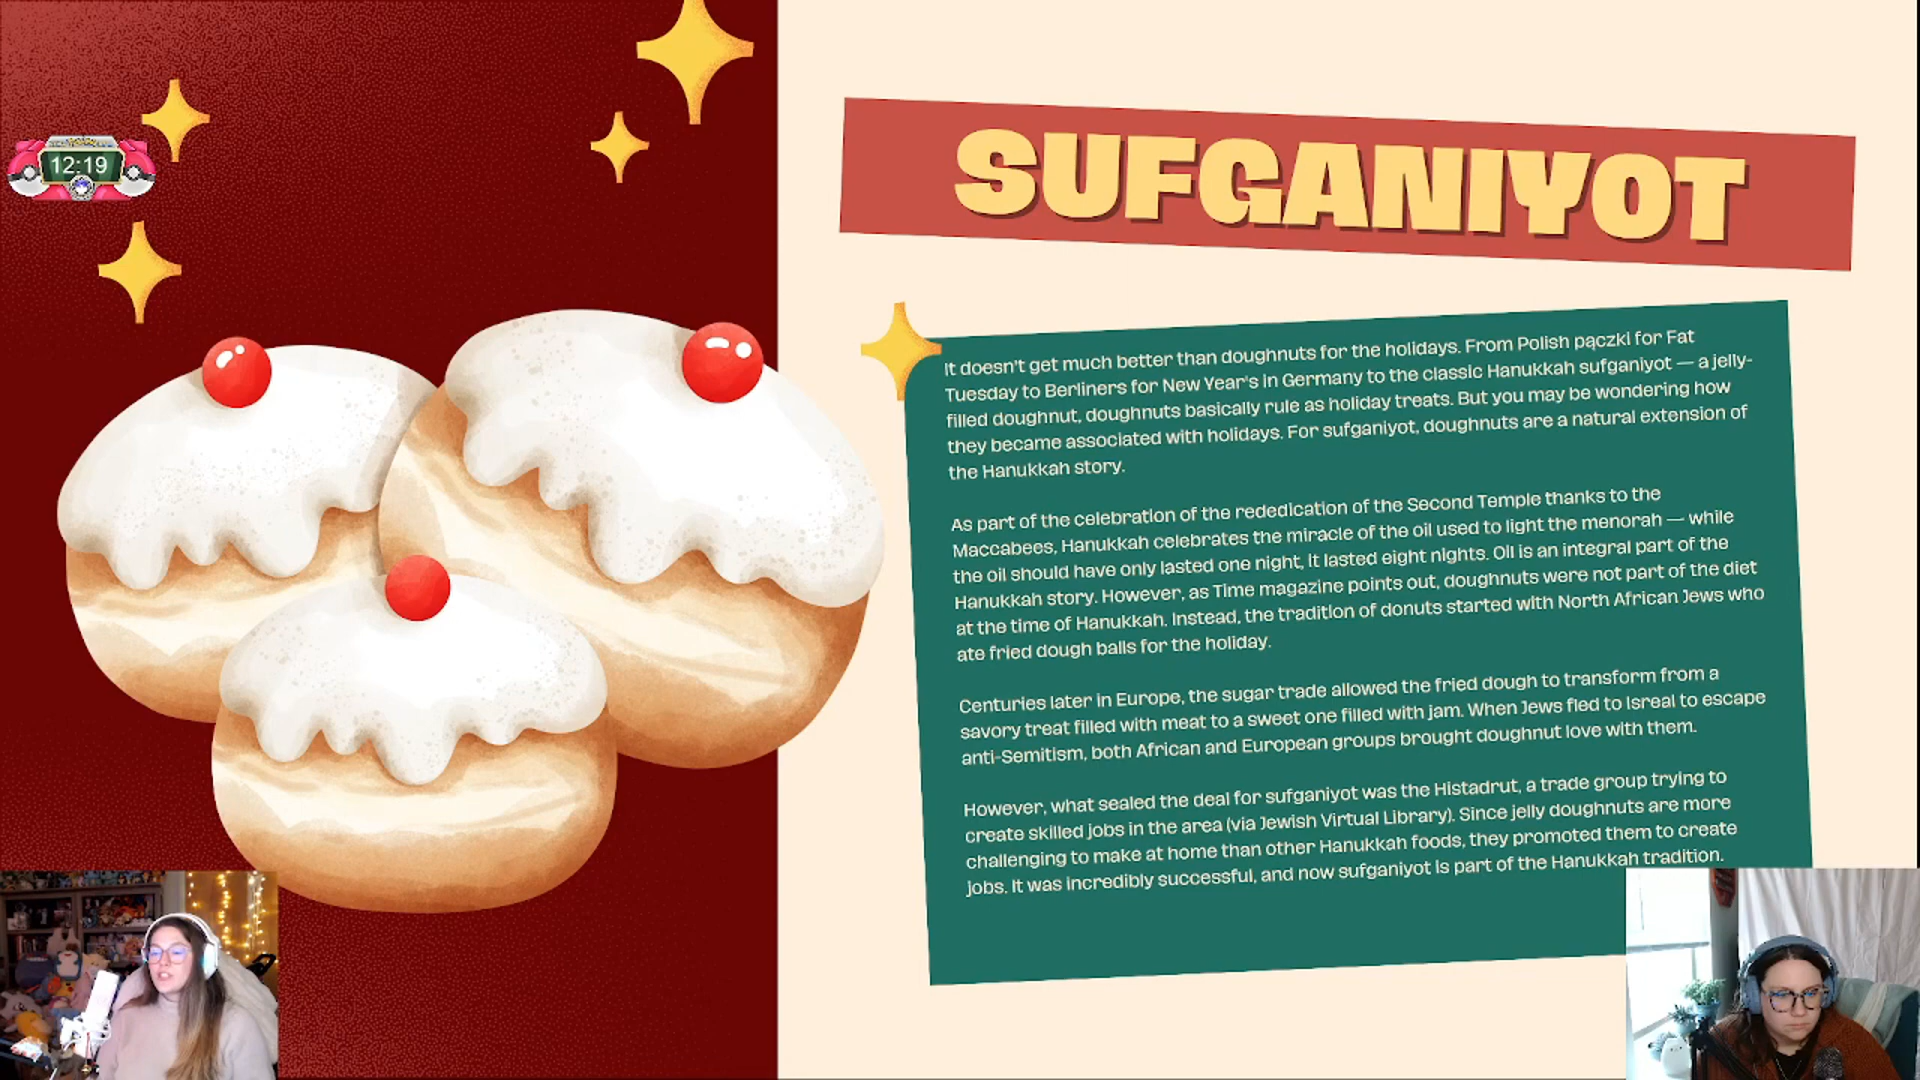 12:19
SUFGANIYOT
It doesn't get much better than doughnuts for the holidays. From Polish pączki for Fat
Tuesday to Berliners for New Year's in Germany to the classic Hanukkah sufganiyot — a jelly-
filled doughnut, doughnuts basically rule as holiday treats. But you may be wondering how
they became associated with holidays. For sufganiyot, doughnuts are a natural extension of
the Hanukkah story.
As part of the celebration of the rededication of the Second Temple thanks to the
Maccabees, Hanukkah celebrates the miracle of the oil used to light the menorah — while
the oil should have only lasted one night, it lasted eight nights. Oil is an integral part of the
Hanukkah story. However, as Time magazine points out, doughnuts were not part of the diet
at the time of Hanukkah. Instead, the tradition of donuts started with North African Jews who
ate fried dough balls for the holiday.
Centuries later in Europe, the sugar trade allowed the fried dough to transform from a
savory treat filled with meat to a sweet one filled with jam. When Jews fled to Isreal to escape
anti-Semitism, both African and European groups brought doughnut love with them.
However, what sealed the deal for sufganiyot was the Histadrut, a trade group trying to
create skilled jobs in the area (via Jewish Virtual Library). Since jelly doughnuts are more
challenging to make at home than other Hanukkah foods, they promoted them to create
jobs. It was incredibly successful, and now sufganiyot is part of the Hanukkah tradition.